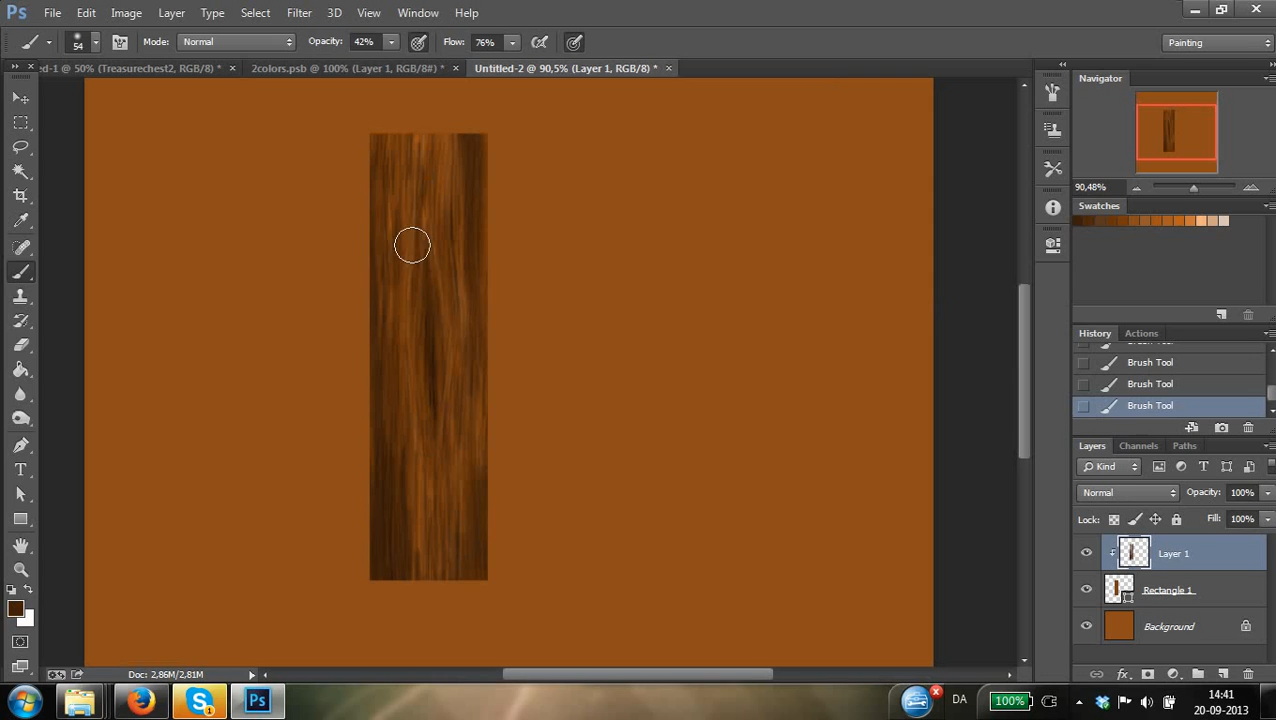 Ps File Edit Image Layer Type Select Filter 3D View Window Help
54 Mode: Normal Opacity: 42% Flow: 76% Painting
ed-1 @ 50% (Treasurechest2, RGB/8) * × 2colors.psb @ 100% (Layer 1, RGB/8#) * × Untitled-2 @ 90,5% (Layer 1, RGB/8) * ×
Navigator
90,48%
Swatches
History Actions
Brush Tool
Brush Tool
Brush Tool
Layers Channels Paths
Kind
Normal Opacity: 100%
Lock: Fill: 100%
Layer 1
Rectangle 1
Background
Doc: 2,86M/2,81M
Ps DA 100% 14:41
20-09-2013